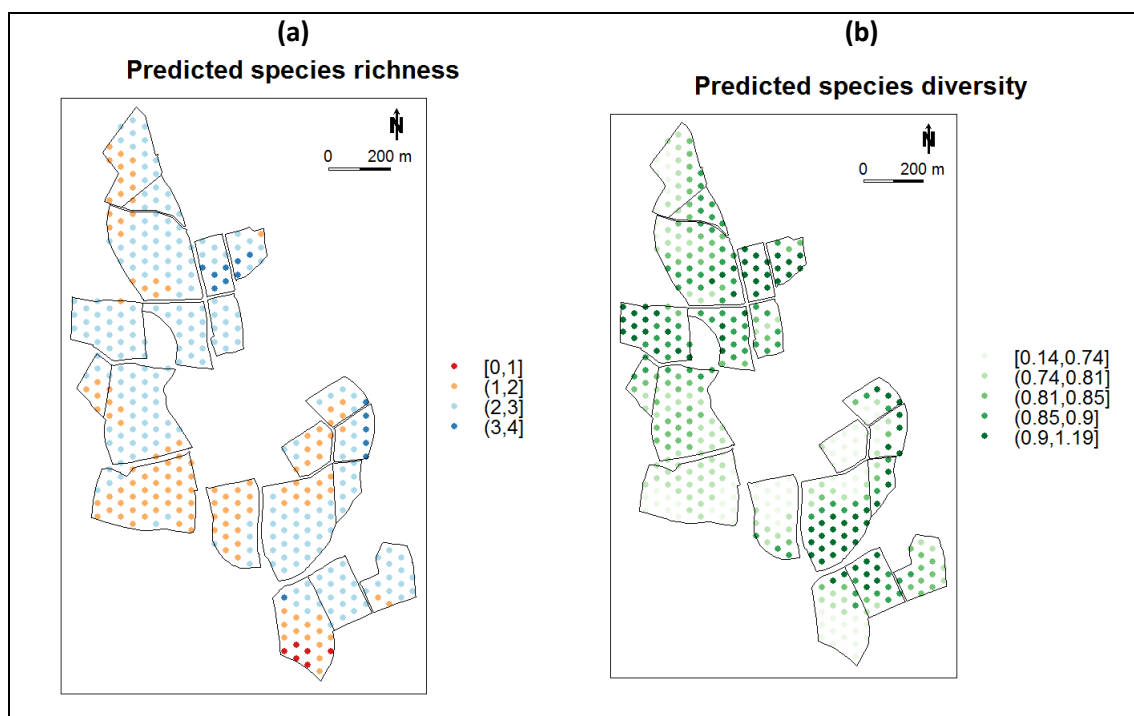 (a)
Predicted species richness
N
0 200 m
[0,1]
(1,2]
(2,3]
(3,4]
(b)
Predicted species diversity
N
0 200 m
[0.14,0.74]
(0.74,0.81]
(0.81,0.85]
(0.85,0.9]
(0.9,1.19]